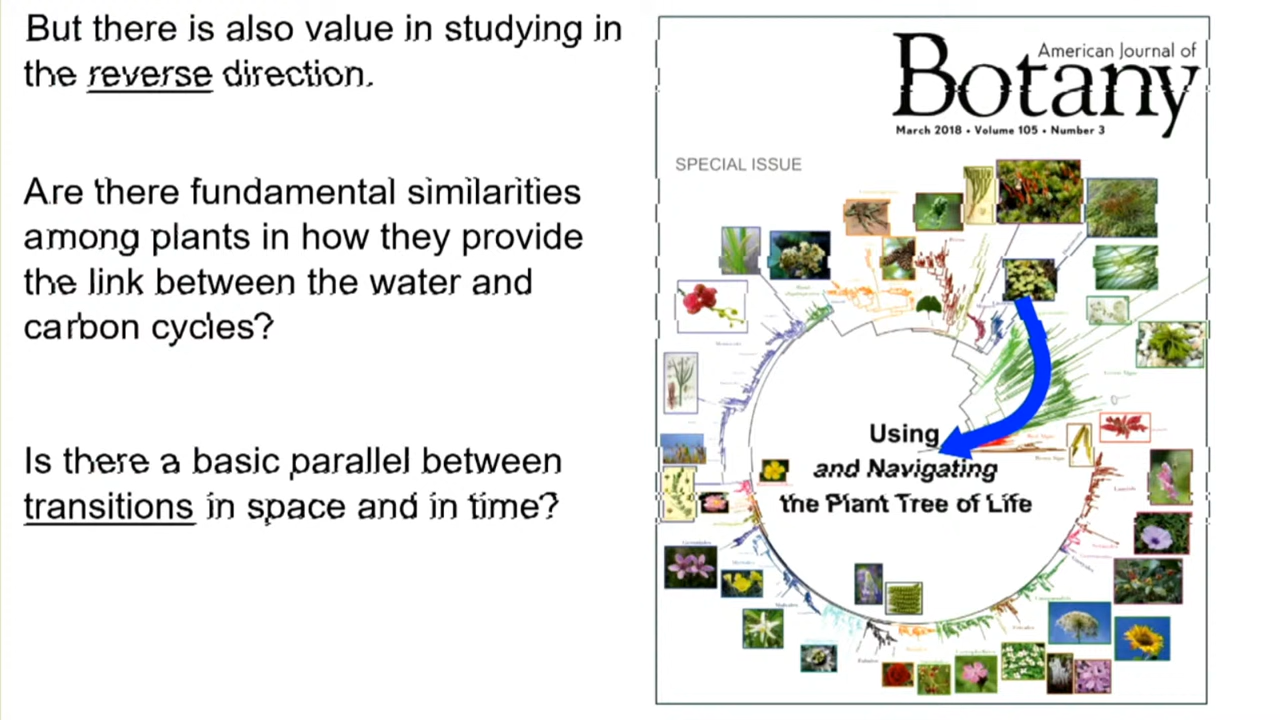 But there is also value in studying in
the reverse direction.
Are there fundamental similarities
among plants in how they provide
the link between the water and
carbon cycles?
Is there a basic parallel between
transitions in space and in time?
American Journal of
Botany
March 2018 • Volume 105 • Number 3
SPECIAL ISSUE
Using
and Navigating
the Plant Tree of Life